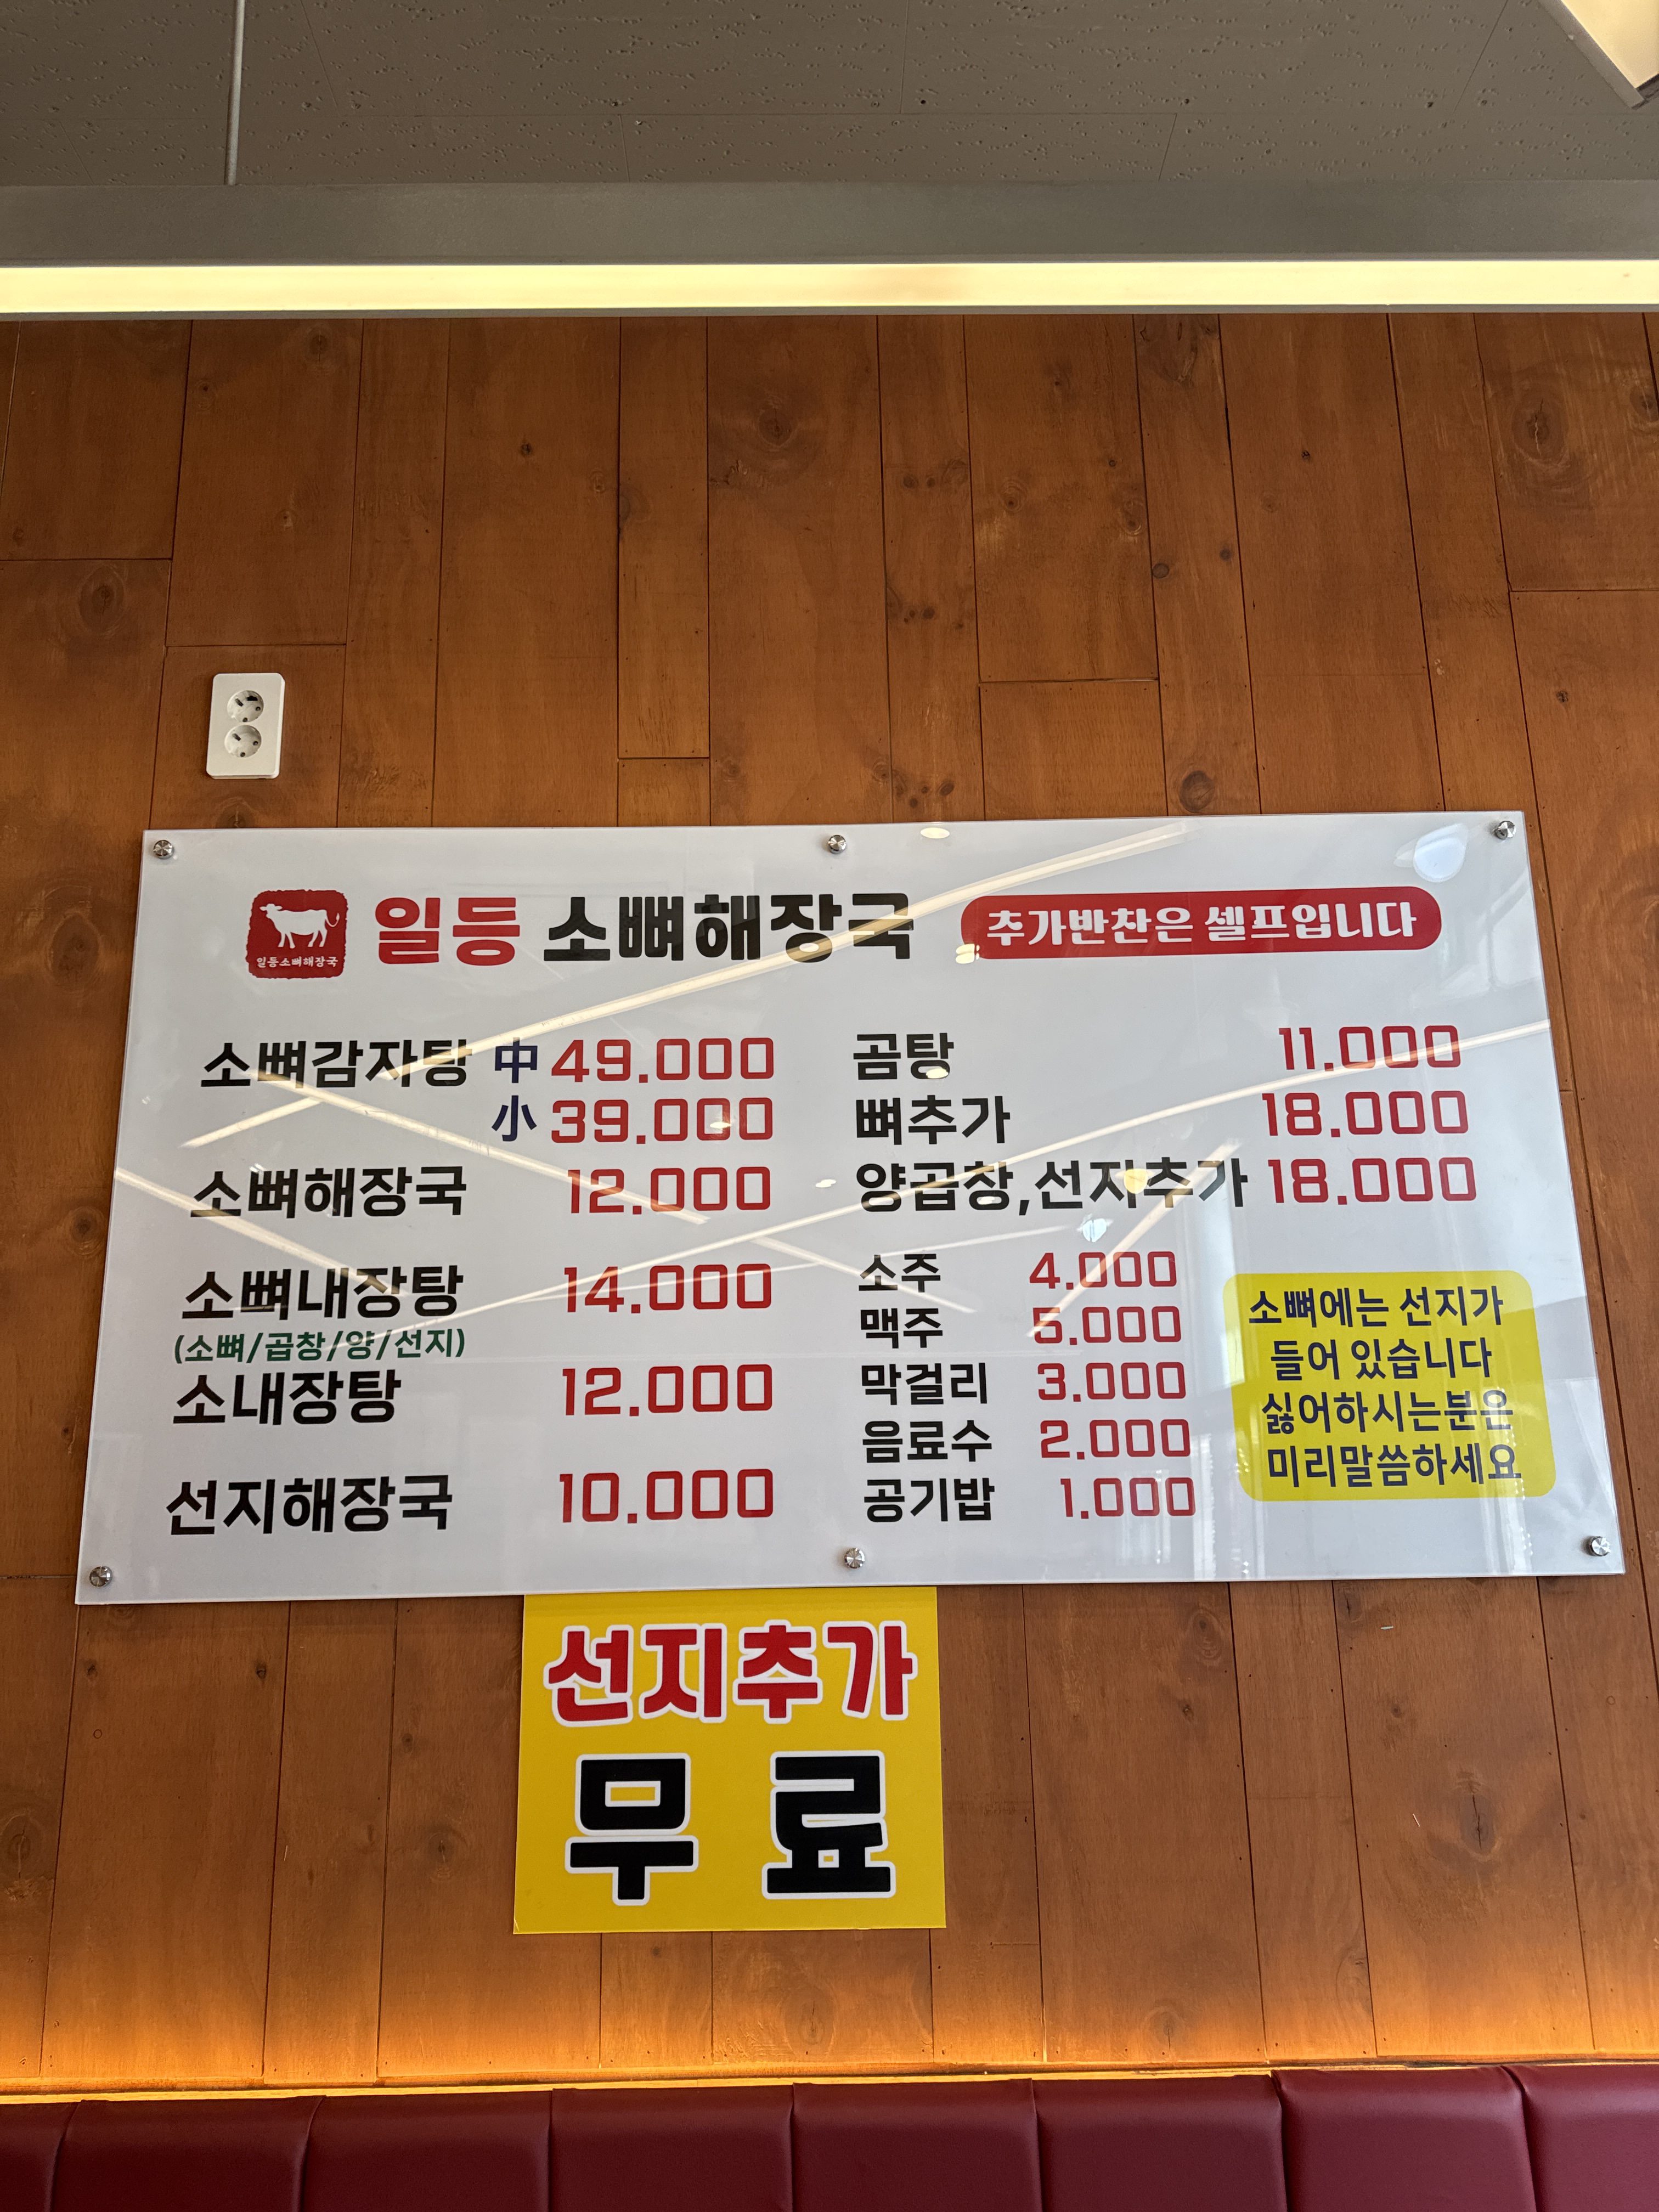 일등소뼈해장국
일등 소뼈해장국
추가반찬은 셀프입니다
소뼈감자탕 中 49.000
小 39.000
소뼈해장국 12.000
소뼈내장탕 14.000
(소뼈/곱창/양/선지)
소내장탕 12.000
선지해장국 10.000
곰탕 11.000
뼈추가 18.000
양곱창,선지추가 18.000
소주 4.000
맥주 5.000
막걸리 3.000
음료수 2.000
공기밥 1.000
소뼈에는 선지가
들어 있습니다
싫어하시는분은
미리말씀하세요
선지추가
무료